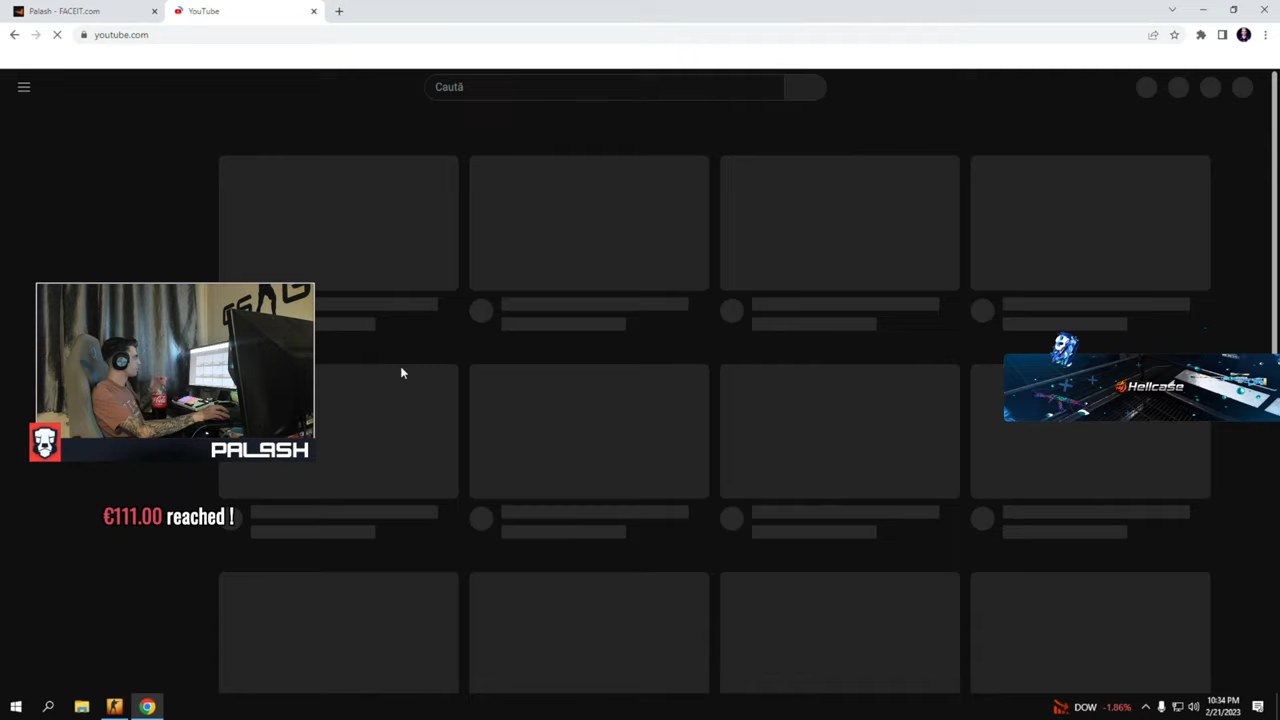 Palash - FACEIT.com
YouTube
youtube.com
Caută
PALASH
€111.00 reached !
Hellcase
DOW -1.86%
10:34 PM
2/21/2023